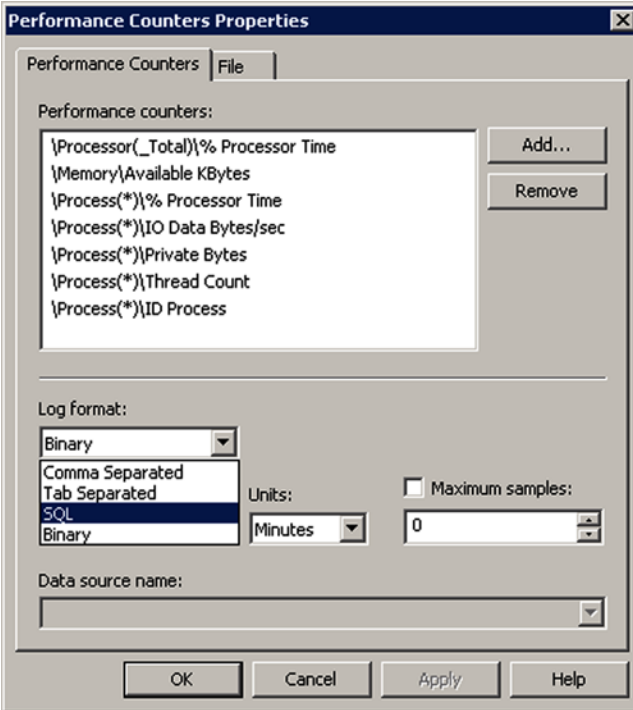 Performance Counters Properties
Performance Counters
File
Performance counters:
\Processor(_Total)\% Processor Time
\Memory\Available KBytes
\Process(*)\% Processor Time
\Process(*)\IO Data Bytes/sec
\Process(*)\Private Bytes
\Process(*)\Thread Count
\Process(*)\ID Process
Add...
Remove
Log format:
Binary
Comma Separated
Tab Separated
SQL
Binary
Units:
Minutes
Maximum samples:
0
Data source name:
OK
Cancel
Apply
Help